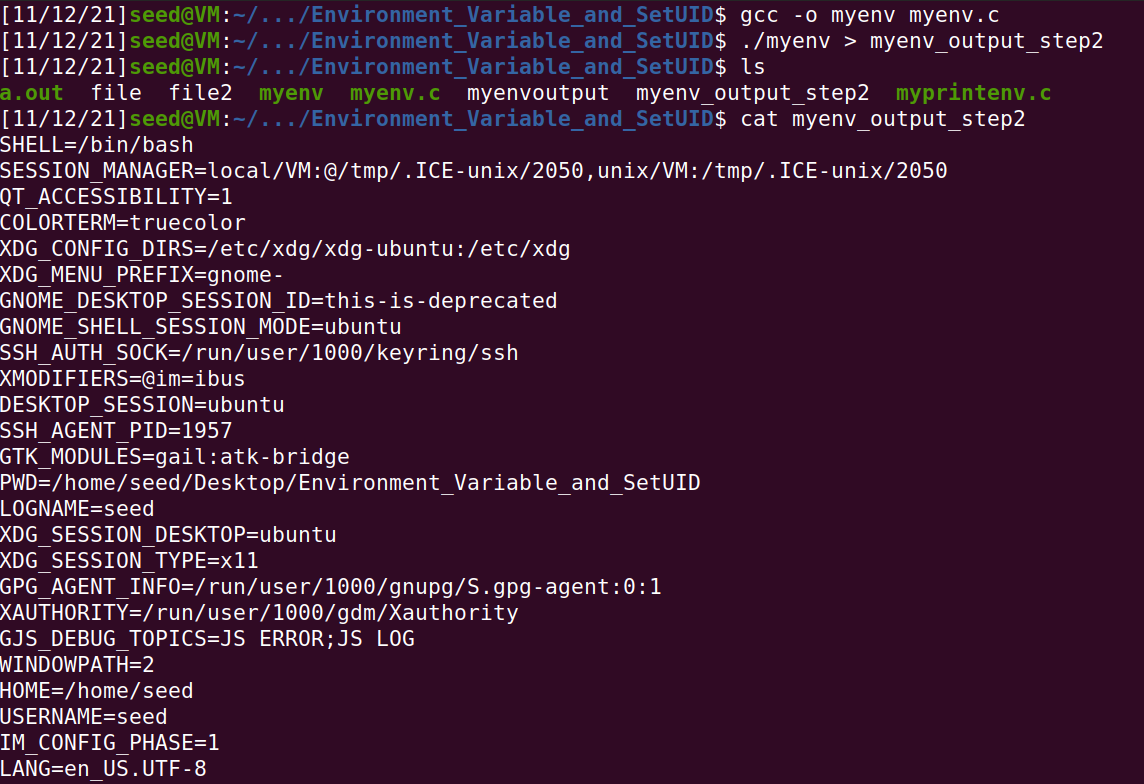 [11/12/21]seed@VM:~/.../Environment_Variable_and_SetUID$ gcc -o myenv myenv.c
[11/12/21]seed@VM:~/.../Environment_Variable_and_SetUID$ ./myenv > myenv_output_step2
[11/12/21]seed@VM:~/.../Environment_Variable_and_SetUID$ ls
a.out  file  file2  myenv  myenv.c  myenvoutput  myenv_output_step2  myprintenv.c
[11/12/21]seed@VM:~/.../Environment_Variable_and_SetUID$ cat myenv_output_step2
SHELL=/bin/bash
SESSION_MANAGER=local/VM:@/tmp/.ICE-unix/2050,unix/VM:/tmp/.ICE-unix/2050
QT_ACCESSIBILITY=1
COLORTERM=truecolor
XDG_CONFIG_DIRS=/etc/xdg/xdg-ubuntu:/etc/xdg
XDG_MENU_PREFIX=gnome-
GNOME_DESKTOP_SESSION_ID=this-is-deprecated
GNOME_SHELL_SESSION_MODE=ubuntu
SSH_AUTH_SOCK=/run/user/1000/keyring/ssh
XMODIFIERS=@im=ibus
DESKTOP_SESSION=ubuntu
SSH_AGENT_PID=1957
GTK_MODULES=gail:atk-bridge
PWD=/home/seed/Desktop/Environment_Variable_and_SetUID
LOGNAME=seed
XDG_SESSION_DESKTOP=ubuntu
XDG_SESSION_TYPE=x11
GPG_AGENT_INFO=/run/user/1000/gnupg/S.gpg-agent:0:1
XAUTHORITY=/run/user/1000/gdm/Xauthority
GJS_DEBUG_TOPICS=JS ERROR;JS LOG
WINDOWPATH=2
HOME=/home/seed
USERNAME=seed
IM_CONFIG_PHASE=1
LANG=en_US.UTF-8